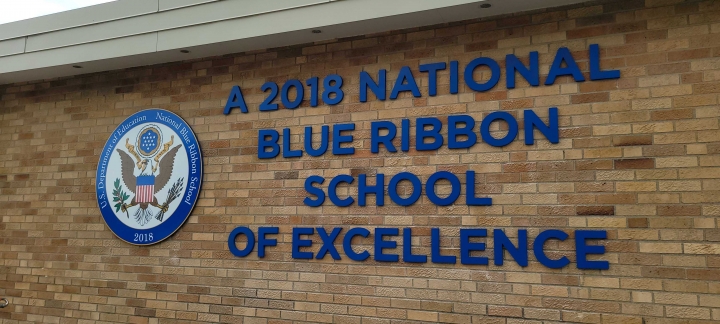 U.S. Department of Education National Blue Ribbon School
2018
A 2018 NATIONAL
BLUE RIBBON
SCHOOL
OF EXCELLENCE